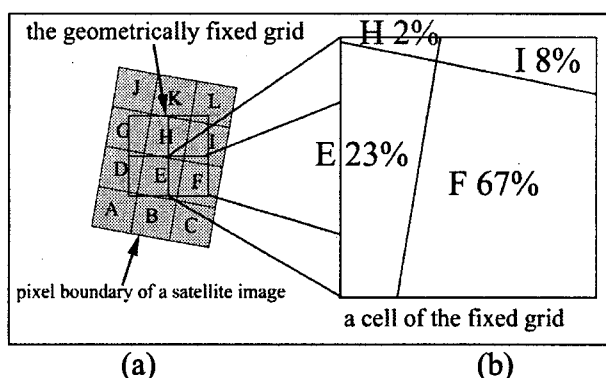 the geometrically fixed grid
H 2%
I 8%
J K L
G H I
D E F
A B C
E 23%
F 67%
pixel boundary of a satellite image
a cell of the fixed grid
(a)
(b)